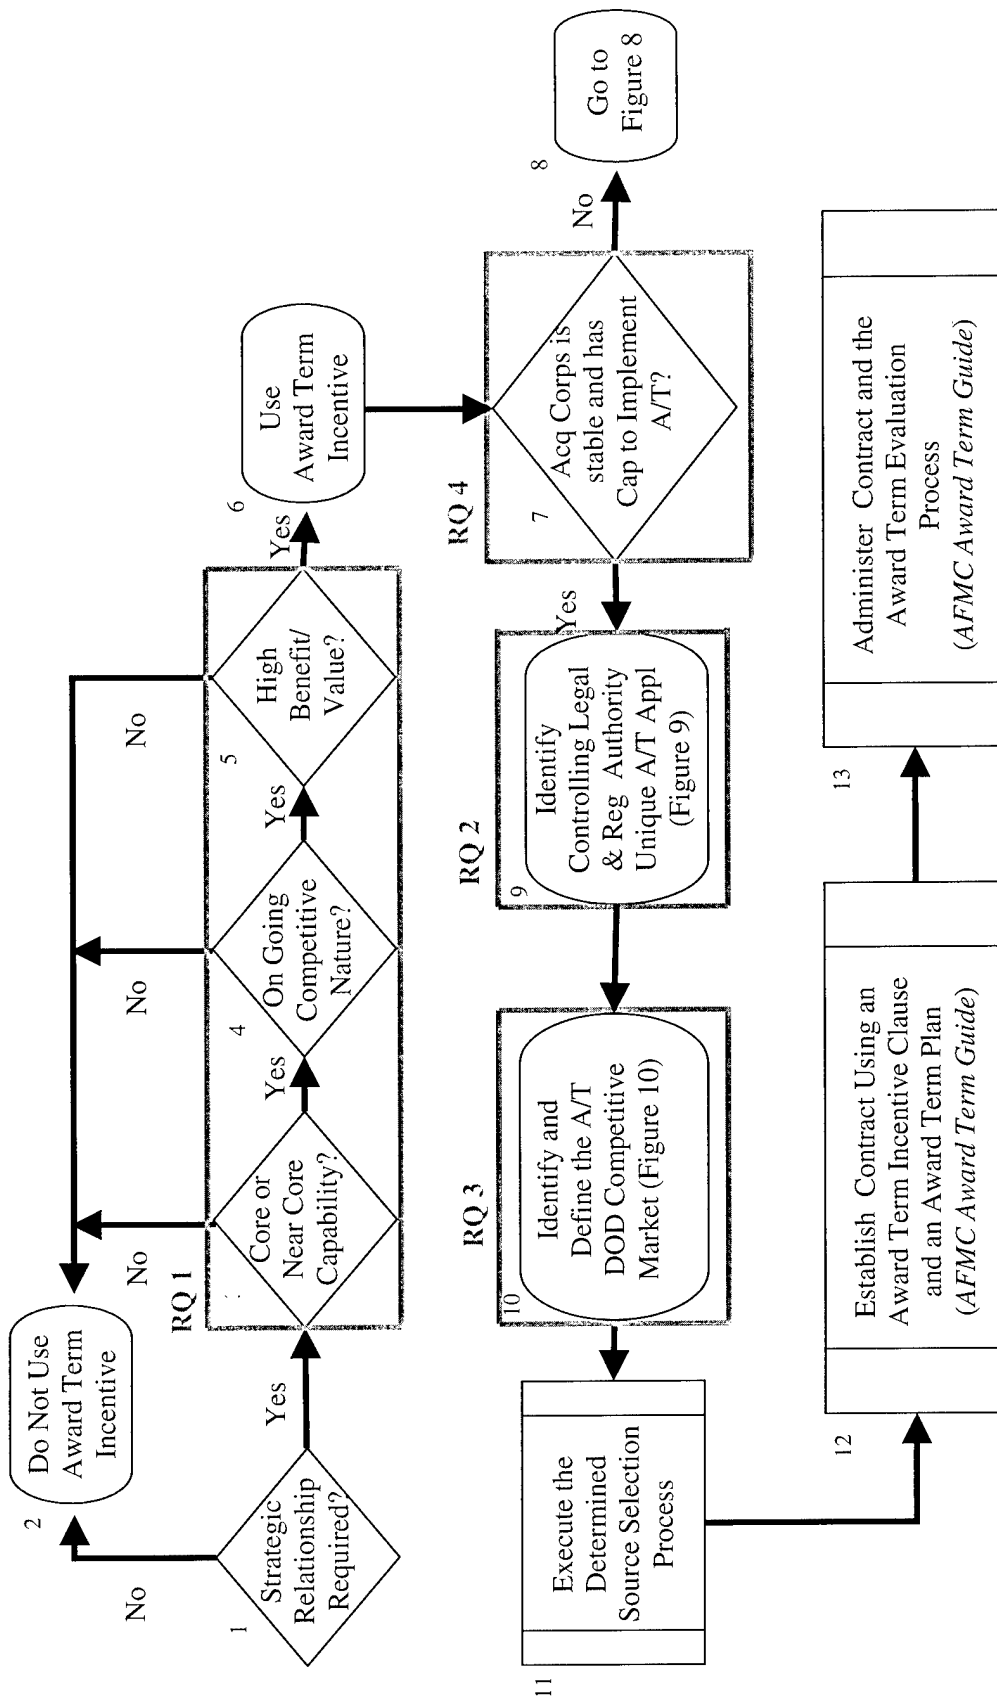 Do Not Use
Award Term
Incentive
2
No
No
No
No
1
Strategic
Relationship
Required?
Yes
RQ 1
Core or
Near Core
Capability?
Yes
4
On Going
Competitive
Nature?
Yes
5
High
Benefit/
Value?
Yes
6
Use
Award Term
Incentive
RQ 4
7
Acq Corps is
stable and has
Cap to Implement
A/T?
No
8
Go to
Figure 8
Yes
RQ 2
9
Identify
Controlling Legal
& Reg Authority
Unique A/T Appl
(Figure 9)
RQ 3
10
Identify and
Define the A/T
DOD Competitive
Market (Figure 10)
11
Execute the
Determined
Source Selection
Process
12
Establish Contract Using an
Award Term Incentive Clause
and an Award Term Plan
(AFMC Award Term Guide)
13
Administer Contract and the
Award Term Evaluation
Process
(AFMC Award Term Guide)